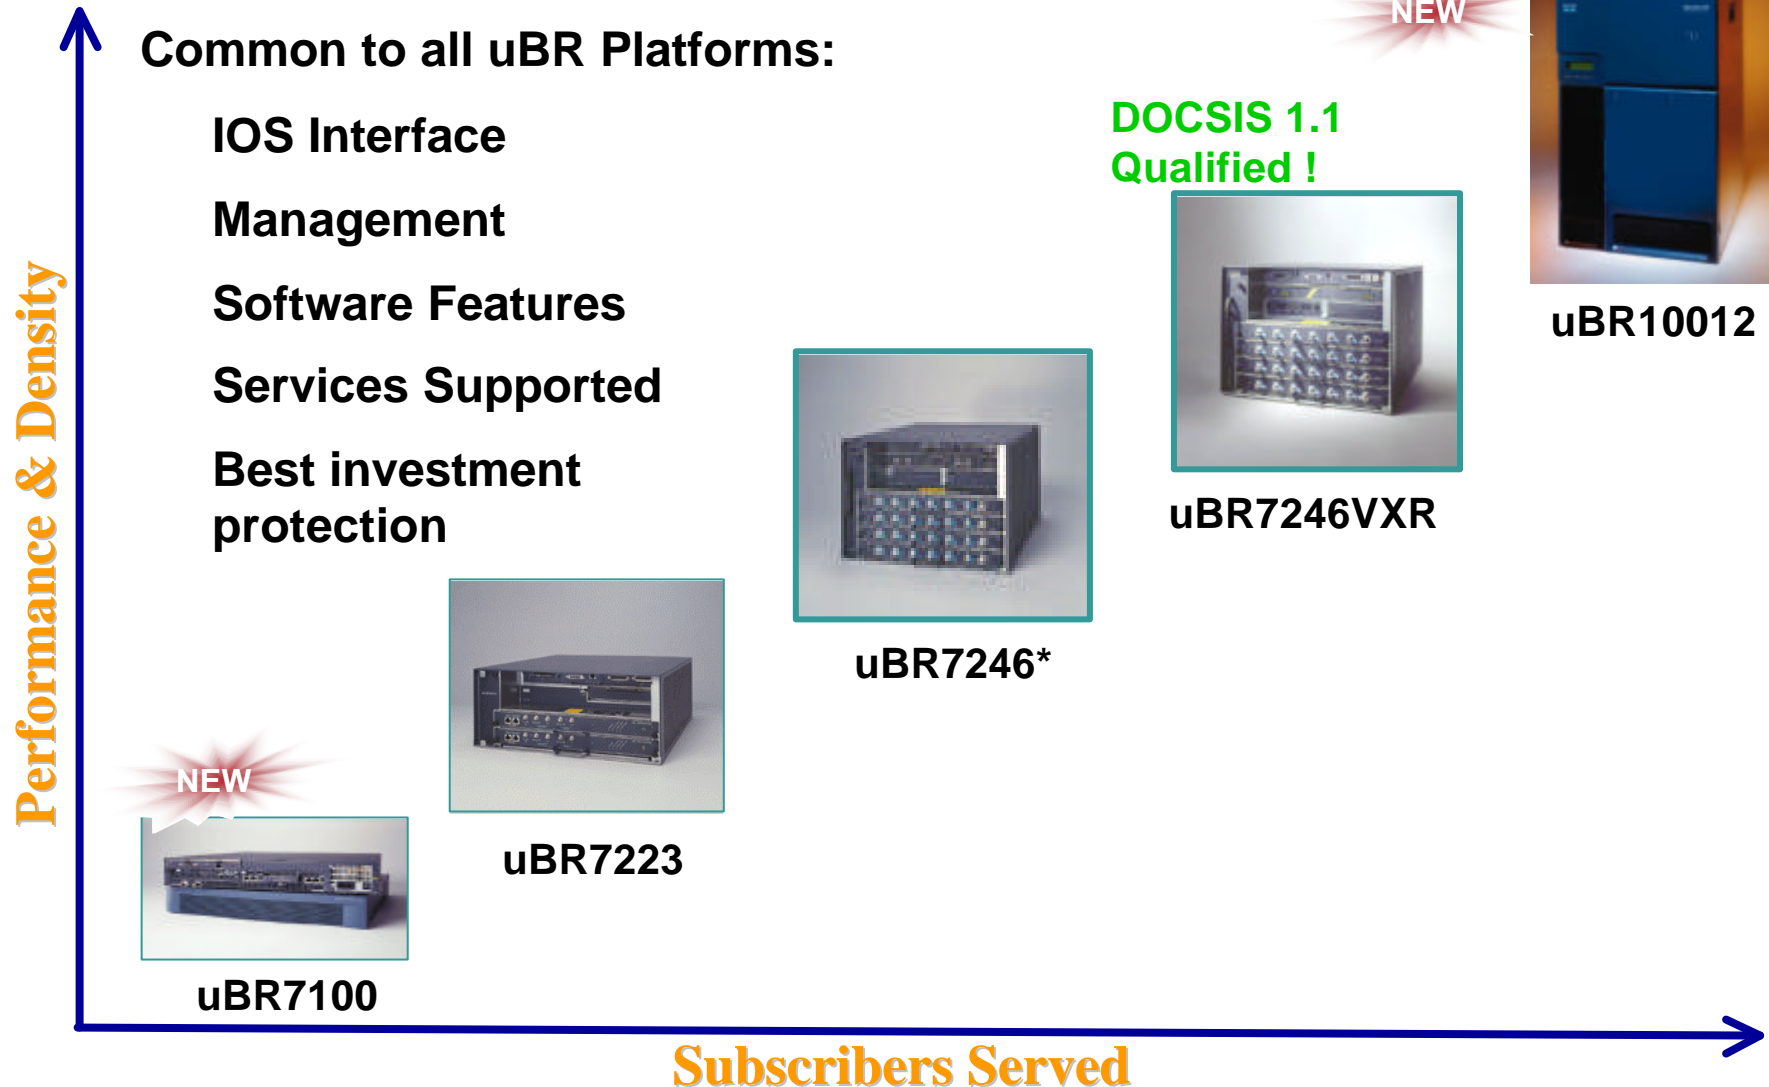 NEW
Common to all uBR Platforms:
IOS Interface
Management
Software Features
Services Supported
Best investment
protection
DOCSIS 1.1
Qualified !
uBR10012
uBR7246VXR
uBR7246*
uBR7223
NEW
uBR7100
Performance & Density
Subscribers Served